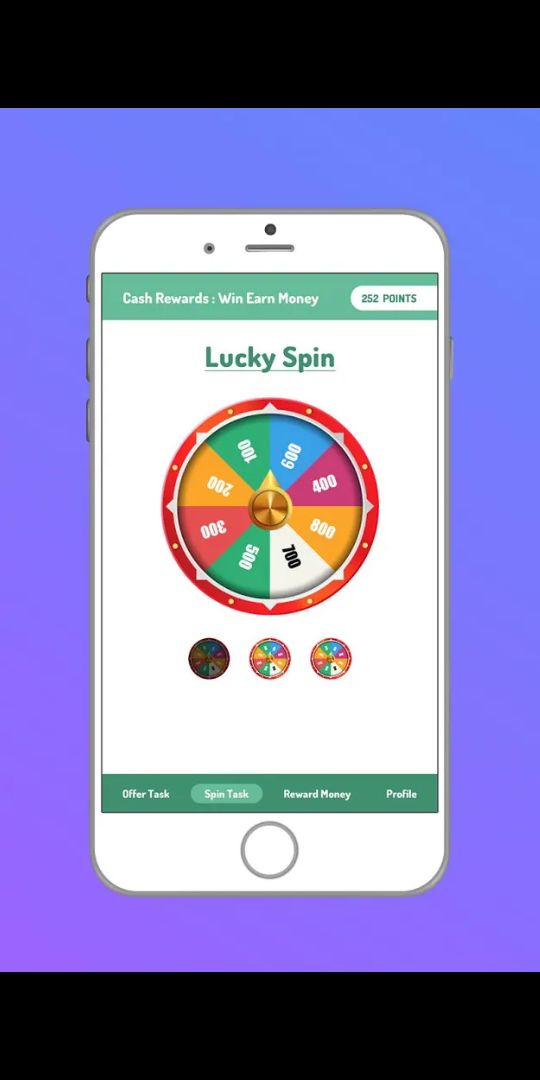 Cash Rewards : Win Earn Money
252 POINTS
Lucky Spin
100
600
200
400
300
800
500
700
Offer Task
Spin Task
Reward Money
Profile